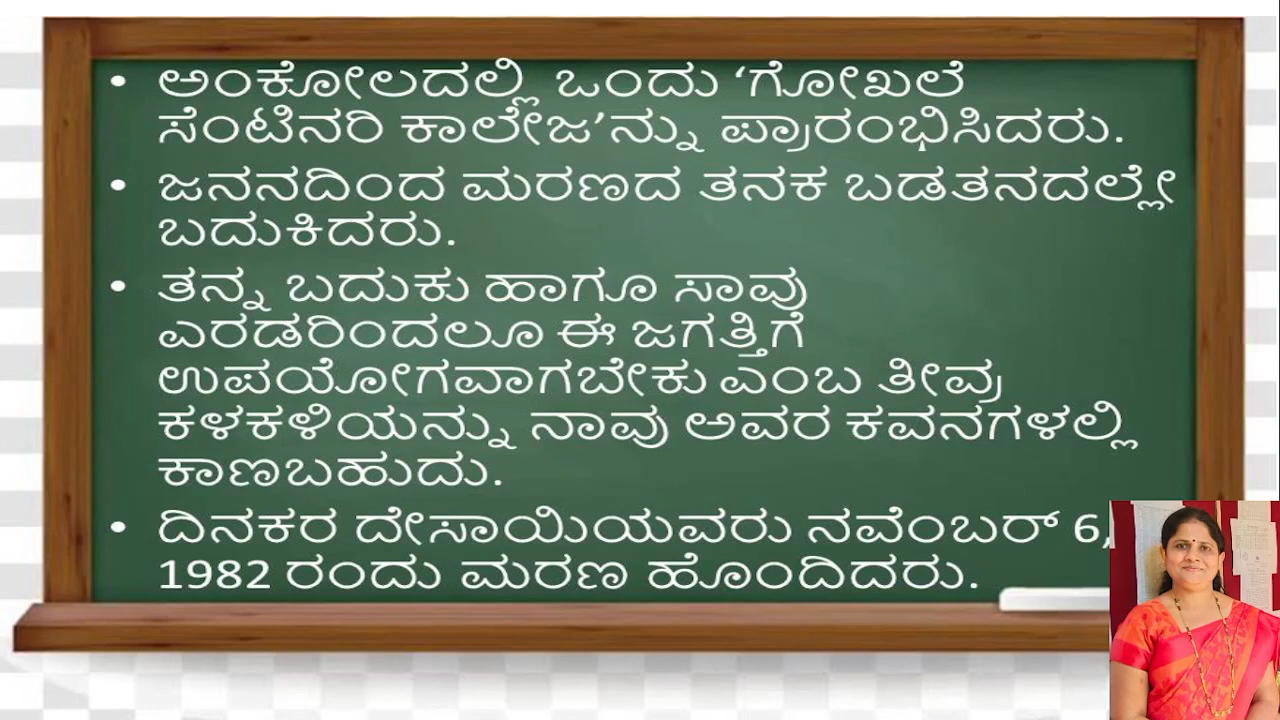 • ಅಂಕೋಲದಲ್ಲಿ ಒಂದು ‘ಗೋಖಲೆ
ಸೆಂಟಿನರಿ ಕಾಲೇಜ’ನ್ನು ಪ್ರಾರಂಭಿಸಿದರು.
• ಜನನದಿಂದ ಮರಣದ ತನಕ ಬಡತನದಲ್ಲೇ
ಬದುಕಿದರು.
• ತನ್ನ ಬದುಕು ಹಾಗೂ ಸಾವು
ಎರಡರಿಂದಲೂ ಈ ಜಗತ್ತಿಗೆ
ಉಪಯೋಗವಾಗಬೇಕು ಎಂಬ ತೀವ್ರ
ಕಳಕಳಿಯನ್ನು ನಾವು ಅವರ ಕವನಗಳಲ್ಲಿ
ಕಾಣಬಹುದು.
• ದಿನಕರ ದೇಸಾಯಿಯವರು ನವೆಂಬರ್ 6,
1982 ರಂದು ಮರಣ ಹೊಂದಿದರು.